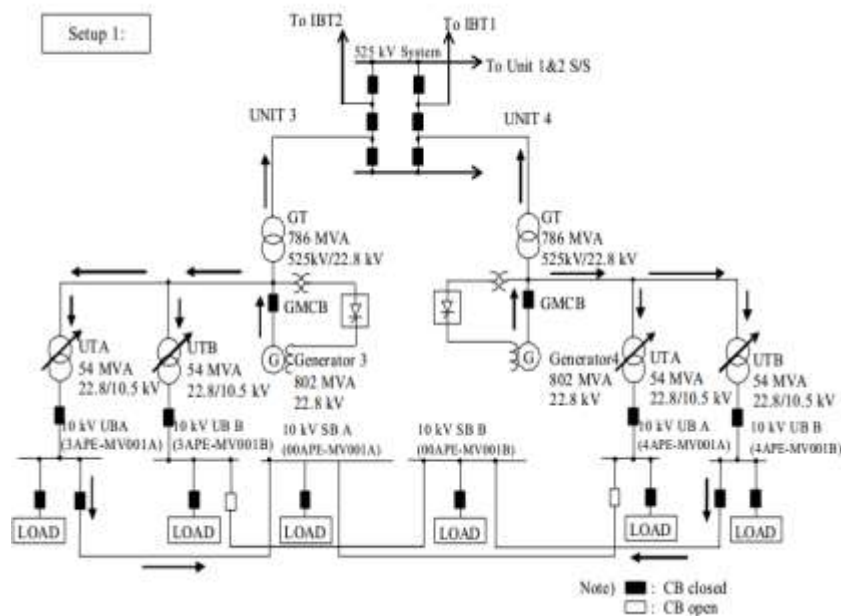 Setup 1:
To IBT2
To IBT1
525 kV System
To Unit 1&2 S/S
UNIT 3
UNIT 4
GT
786 MVA
525kV/22.8 kV
GT
786 MVA
525kV/22.8 kV
GMCB
GMCB
UTA
54 MVA
22.8/10.5 kV
UTB
54 MVA
22.8/10.5 kV
G
Generator 3
802 MVA
22.8 kV
G
Generator4
802 MVA
22.8 kV
UTA
54 MVA
22.8/10.5 kV
UTB
54 MVA
22.8/10.5 kV
10 kV UBA
(3APE-MV001A)
10 kV UB B
(3APE-MV001B)
10 kV SB A
(00APE-MV001A)
10 kV SB B
(00APE-MV001B)
10 kV UB A
(4APE-MV001A)
10 kV UB B
(4APE-MV001B)
LOAD
LOAD
LOAD
LOAD
LOAD
LOAD
Note) : CB closed
: CB open